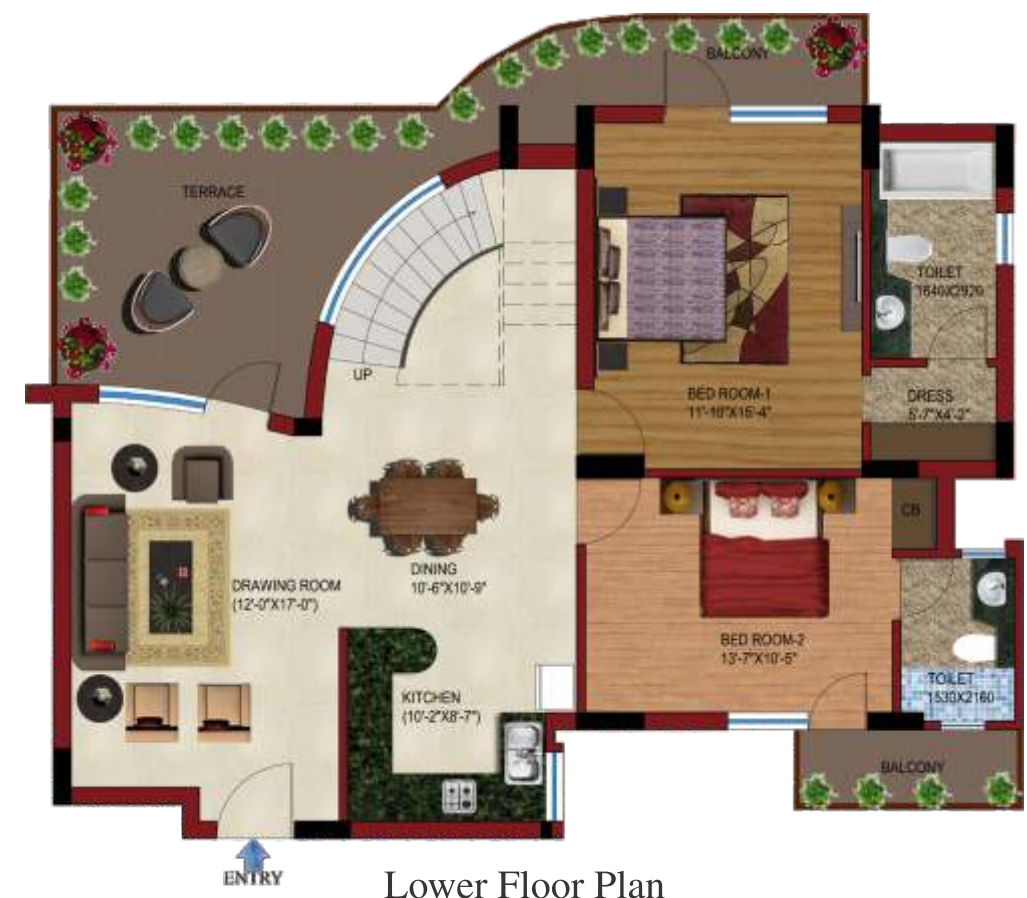 BALCONY
TERRACE
TOILET
1640X2920
UP
BED ROOM-1
11'-10"X15'-4"
DRESS
5'-7"X4'-2"
CB
DINING
10'-6"X10'-9"
DRAWING ROOM
(12'-0"X17'-0")
BED ROOM-2
13'-7"X10'-5"
TOILET
1530X2160
KITCHEN
(10'-2"X8'-7")
BALCONY
ENTRY
Lower Floor Plan